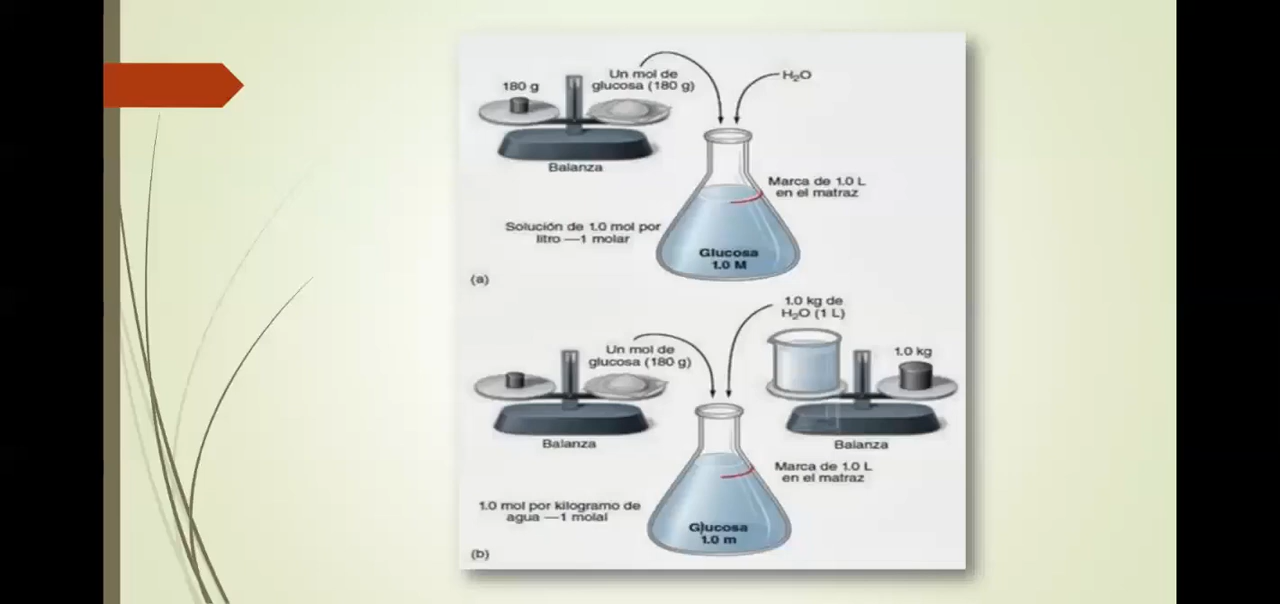 180 g
Un mol de
glucosa (180 g)
H₂O
Balanza
Marca de 1.0 L
en el matraz
Solución de 1.0 mol por
litro —1 molar
Glucosa
1.0 M
(a)
1.0 kg de
H₂O (1 L)
Un mol de
glucosa (180 g)
1.0 kg
Balanza
Balanza
Marca de 1.0 L
en el matraz
1.0 mol por kilogramo de
agua —1 molal
Glucosa
1.0 m
(b)